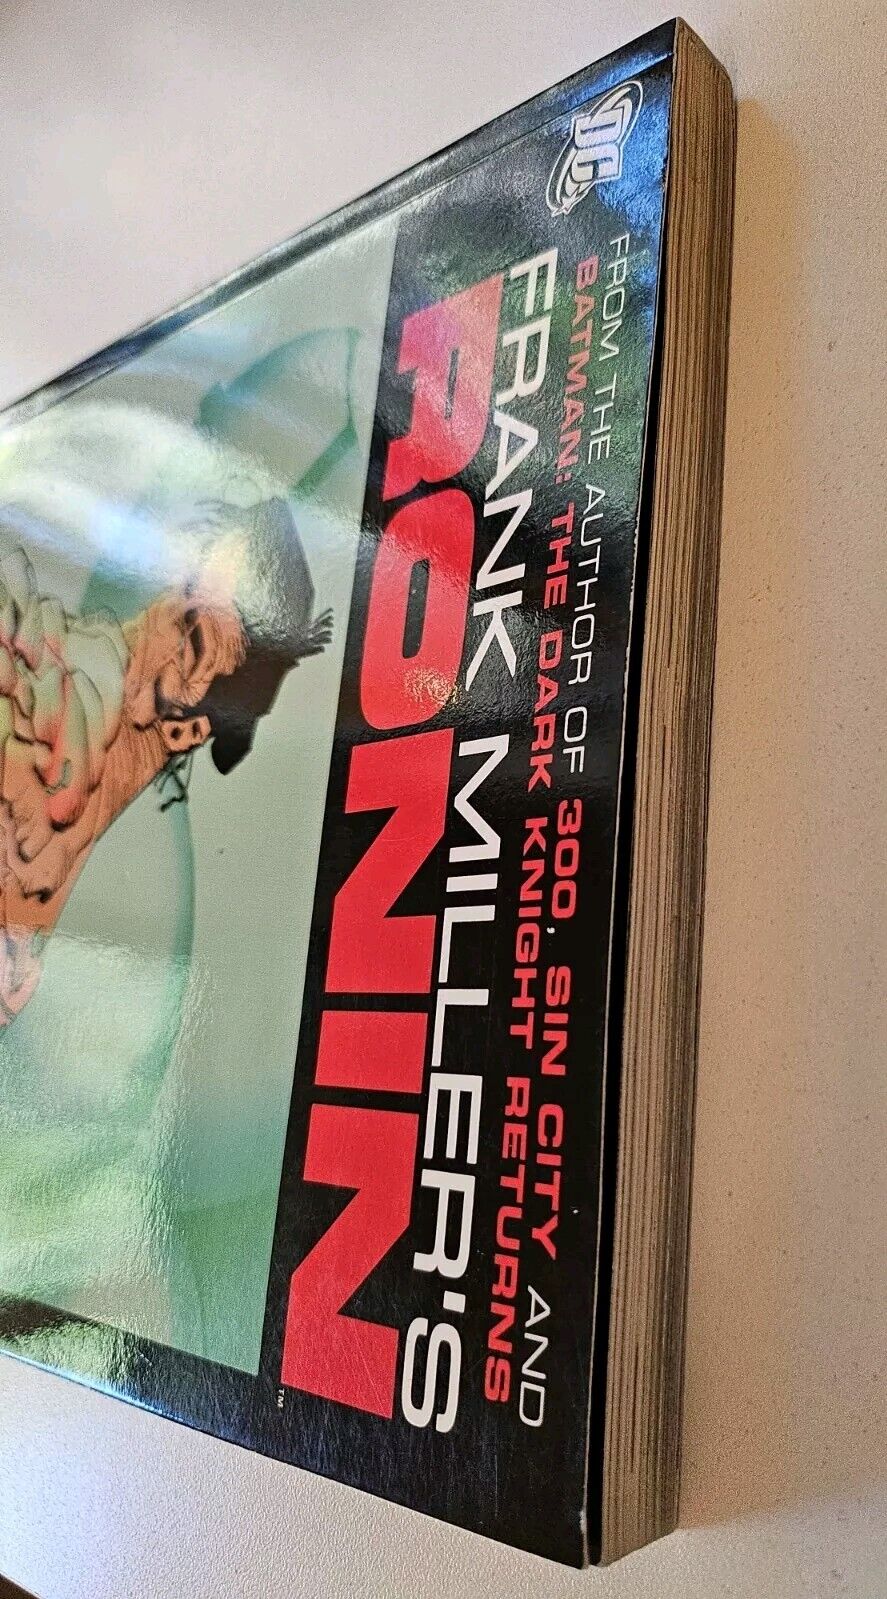 DC
FROM THE AUTHOR OF 300, SIN CITY AND
BATMAN: THE DARK KNIGHT RETURNS
FRANK MILLER'S
RONIN
TM